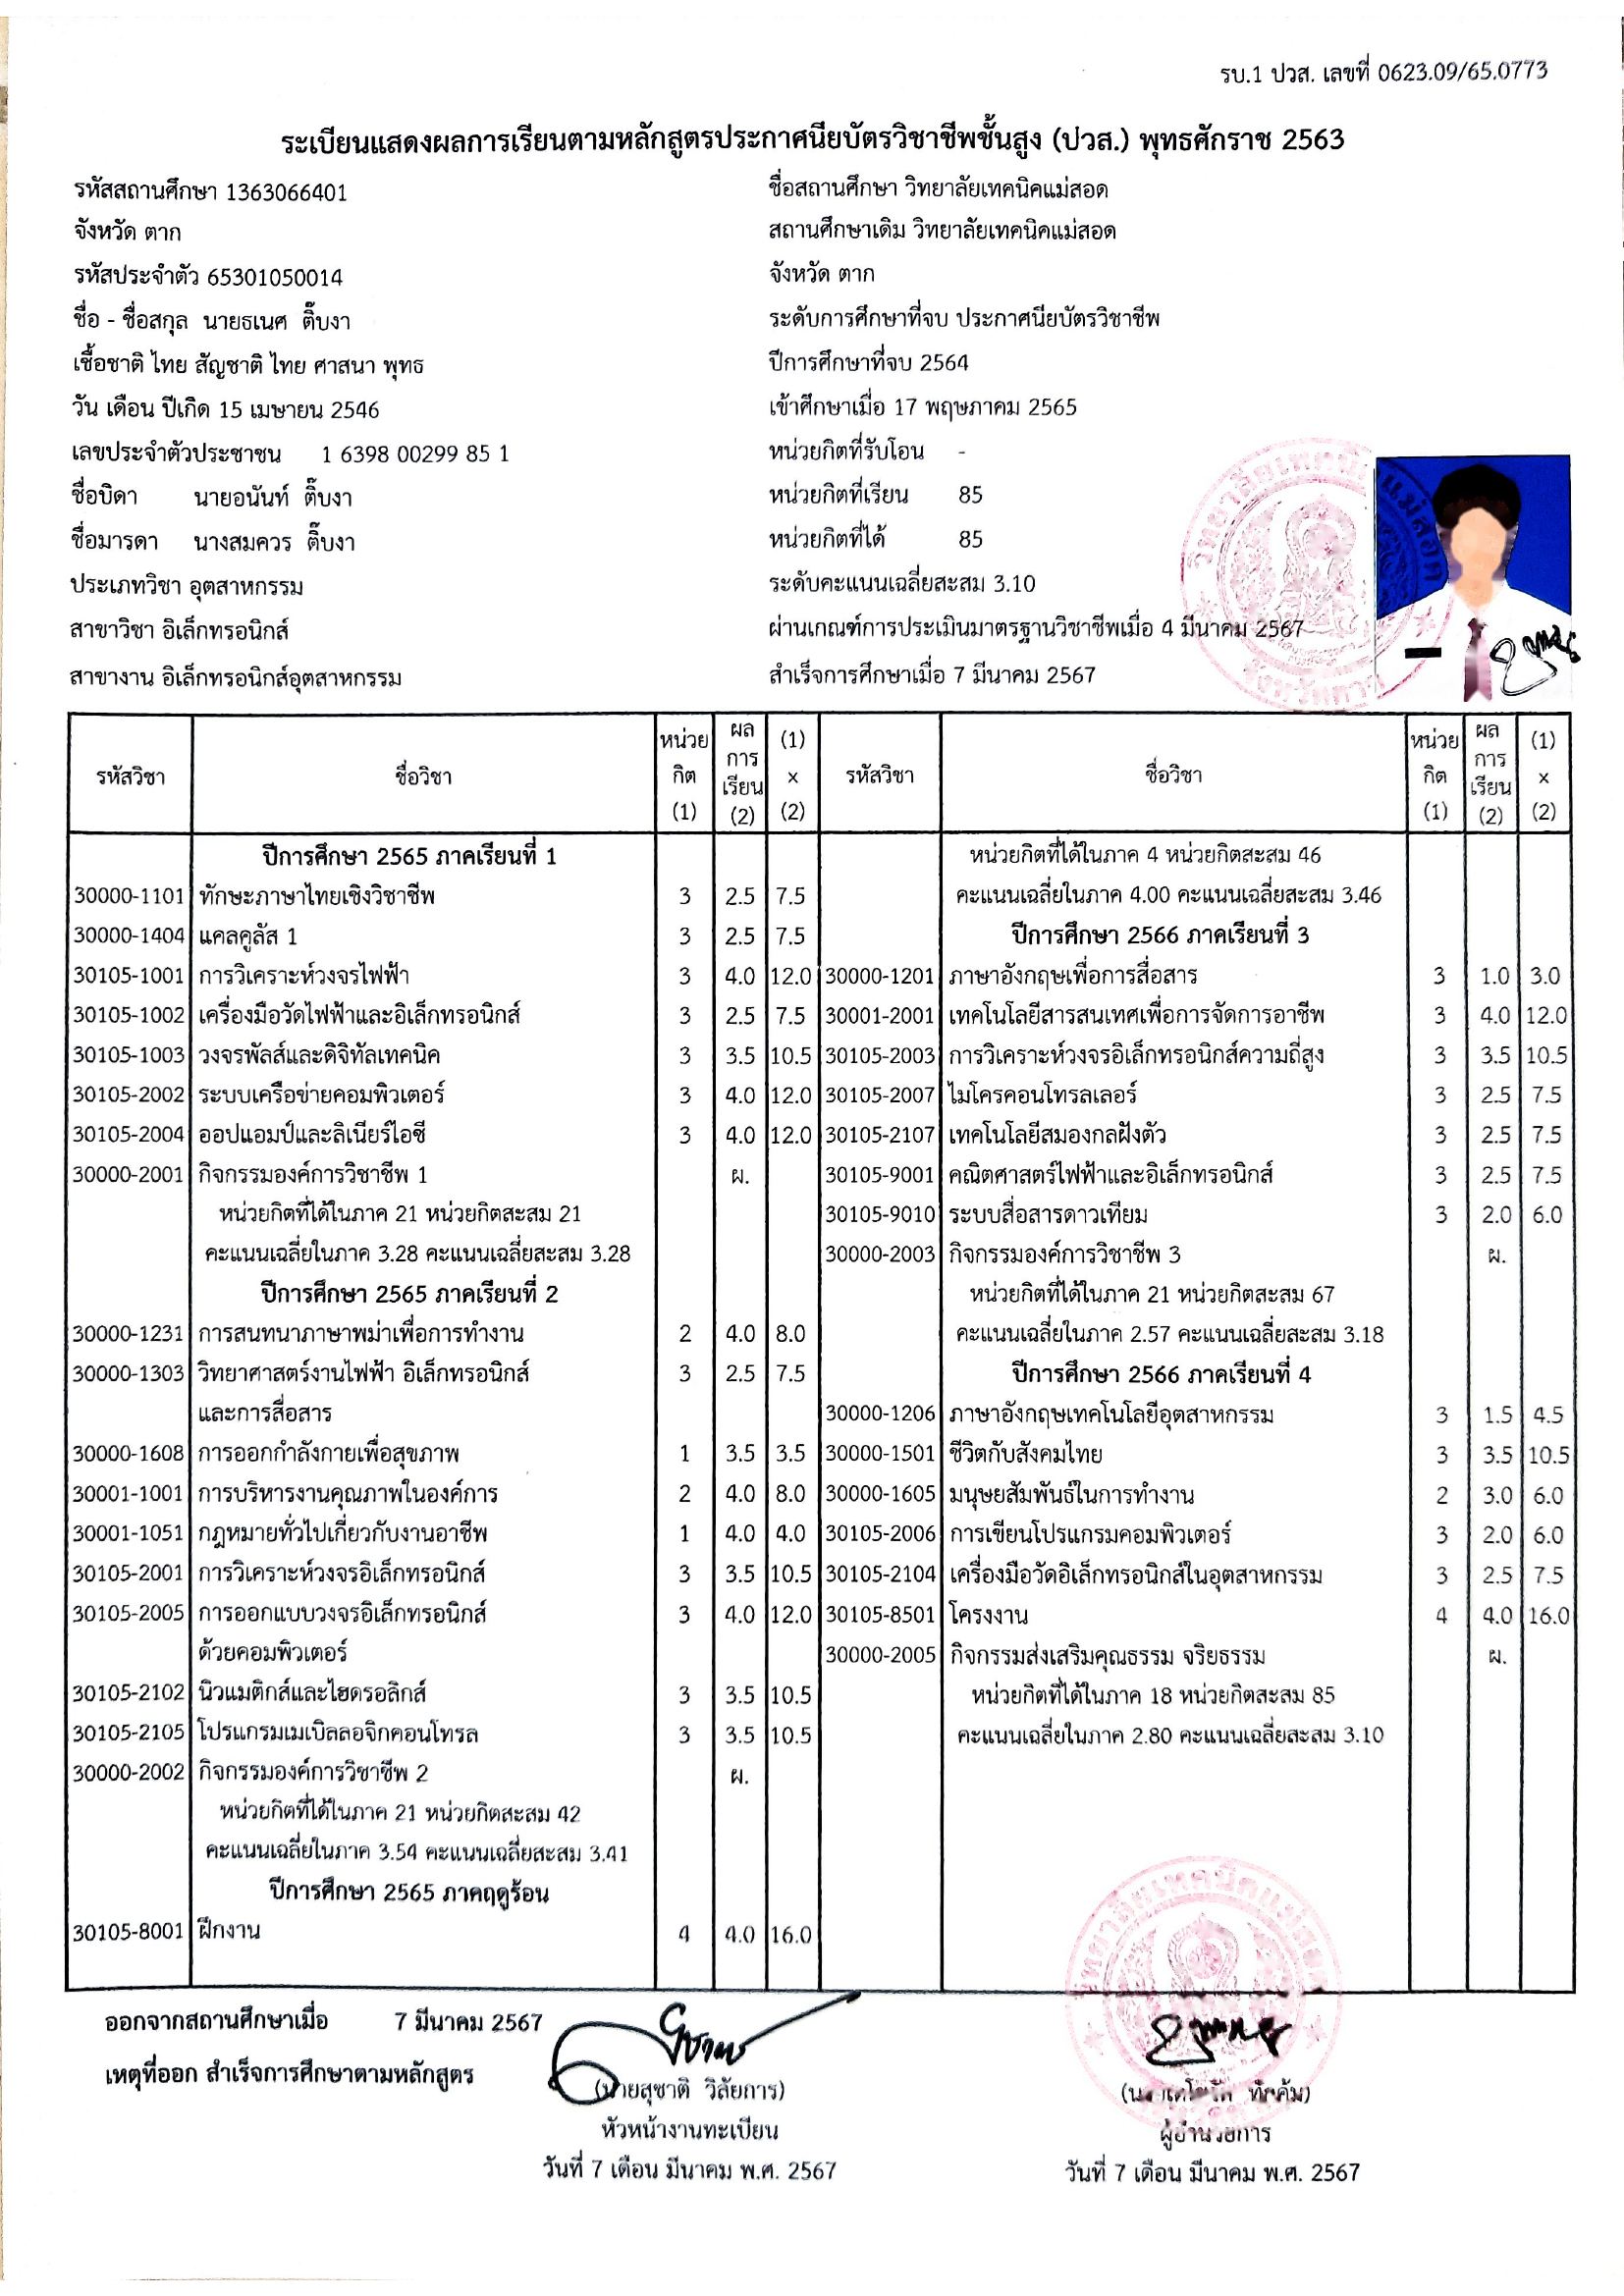 รบ.1 ปวส. เลขที่ 0623.09/65.0773
ระเบียนแสดงผลการเรียนตามหลักสูตรประกาศนียบัตรวิชาชีพชั้นสูง (ปวส.) พุทธศักราช 2563
รหัสสถานศึกษา 1363066401
จังหวัด ตาก
รหัสประจำตัว 65301050014
ชื่อ - ชื่อสกุล นายธเนศ ติ๊บงา
เชื้อชาติ ไทย สัญชาติ ไทย ศาสนา พุทธ
วัน เดือน ปีเกิด 15 เมษายน 2546
เลขประจำตัวประชาชน 1 6398 00299 85 1
ชื่อบิดา นายอนันท์ ติ๊บงา
ชื่อมารดา นางสมควร ติ๊บงา
ประเภทวิชา อุตสาหกรรม
สาขาวิชา อิเล็กทรอนิกส์
สาขางาน อิเล็กทรอนิกส์อุตสาหกรรม
ชื่อสถานศึกษา วิทยาลัยเทคนิคแม่สอด
สถานศึกษาเดิม วิทยาลัยเทคนิคแม่สอด
จังหวัด ตาก
ระดับการศึกษาที่จบ ประกาศนียบัตรวิชาชีพ
ปีการศึกษาที่จบ 2564
เข้าศึกษาเมื่อ 17 พฤษภาคม 2565
หน่วยกิตที่รับโอน -
หน่วยกิตที่เรียน 85
หน่วยกิตที่ได้ 85
ระดับคะแนนเฉลี่ยสะสม 3.10
ผ่านเกณฑ์การประเมินมาตรฐานวิชาชีพเมื่อ 4 มีนาคม 2567
สำเร็จการศึกษาเมื่อ 7 มีนาคม 2567
รหัสวิชา ชื่อวิชา หน่วยกิต (1) ผลการเรียน (2) (1) x (2)
ปีการศึกษา 2565 ภาคเรียนที่ 1
30000-1101 ทักษะภาษาไทยเชิงวิชาชีพ 3 2.5 7.5
30000-1404 แคลคูลัส 1 3 2.5 7.5
30105-1001 การวิเคราะห์วงจรไฟฟ้า 3 4.0 12.0
30105-1002 เครื่องมือวัดไฟฟ้าและอิเล็กทรอนิกส์ 3 2.5 7.5
30105-1003 วงจรพัลส์และดิจิทัลเทคนิค 3 3.5 10.5
30105-2002 ระบบเครือข่ายคอมพิวเตอร์ 3 4.0 12.0
30105-2004 ออปแอมป์และลิเนียร์ไอซี 3 4.0 12.0
30000-2001 กิจกรรมองค์การวิชาชีพ 1 ผ.
หน่วยกิตที่ได้ในภาค 21 หน่วยกิตสะสม 21
คะแนนเฉลี่ยในภาค 3.28 คะแนนเฉลี่ยสะสม 3.28
ปีการศึกษา 2565 ภาคเรียนที่ 2
30000-1231 การสนทนาภาษาพม่าเพื่อการทำงาน 2 4.0 8.0
30000-1303 วิทยาศาสตร์งานไฟฟ้า อิเล็กทรอนิกส์ 3 2.5 7.5
และการสื่อสาร
30000-1608 การออกกำลังกายเพื่อสุขภาพ 1 3.5 3.5
30001-1001 การบริหารงานคุณภาพในองค์การ 2 4.0 8.0
30001-1051 กฎหมายทั่วไปเกี่ยวกับงานอาชีพ 1 4.0 4.0
30105-2001 การวิเคราะห์วงจรอิเล็กทรอนิกส์ 3 3.5 10.5
30105-2005 การออกแบบวงจรอิเล็กทรอนิกส์ 3 4.0 12.0
ด้วยคอมพิวเตอร์
30105-2102 นิวแมติกส์และไฮดรอลิกส์ 3 3.5 10.5
30105-2105 โปรแกรมเมเบิลลอจิกคอนโทรล 3 3.5 10.5
30000-2002 กิจกรรมองค์การวิชาชีพ 2 ผ.
หน่วยกิตที่ได้ในภาค 21 หน่วยกิตสะสม 42
คะแนนเฉลี่ยในภาค 3.54 คะแนนเฉลี่ยสะสม 3.41
ปีการศึกษา 2565 ภาคฤดูร้อน
30105-8001 ฝึกงาน 4 4.0 16.0
รหัสวิชา ชื่อวิชา หน่วยกิต (1) ผลการเรียน (2) (1) x (2)
หน่วยกิตที่ได้ในภาค 4 หน่วยกิตสะสม 46
คะแนนเฉลี่ยในภาค 4.00 คะแนนเฉลี่ยสะสม 3.46
ปีการศึกษา 2566 ภาคเรียนที่ 3
30000-1201 ภาษาอังกฤษเพื่อการสื่อสาร 3 1.0 3.0
30001-2001 เทคโนโลยีสารสนเทศเพื่อการจัดการอาชีพ 3 4.0 12.0
30105-2003 การวิเคราะห์วงจรอิเล็กทรอนิกส์ความถี่สูง 3 3.5 10.5
30105-2007 ไมโครคอนโทรลเลอร์ 3 2.5 7.5
30105-2107 เทคโนโลยีสมองกลฝังตัว 3 2.5 7.5
30105-9001 คณิตศาสตร์ไฟฟ้าและอิเล็กทรอนิกส์ 3 2.5 7.5
30105-9010 ระบบสื่อสารดาวเทียม 3 2.0 6.0
30000-2003 กิจกรรมองค์การวิชาชีพ 3 ผ.
หน่วยกิตที่ได้ในภาค 21 หน่วยกิตสะสม 67
คะแนนเฉลี่ยในภาค 2.57 คะแนนเฉลี่ยสะสม 3.18
ปีการศึกษา 2566 ภาคเรียนที่ 4
30000-1206 ภาษาอังกฤษเทคโนโลยีอุตสาหกรรม 3 1.5 4.5
30000-1501 ชีวิตกับสังคมไทย 3 3.5 10.5
30000-1605 มนุษยสัมพันธ์ในการทำงาน 2 3.0 6.0
30105-2006 การเขียนโปรแกรมคอมพิวเตอร์ 3 2.0 6.0
30105-2104 เครื่องมือวัดอิเล็กทรอนิกส์ในอุตสาหกรรม 3 2.5 7.5
30105-8501 โครงงาน 4 4.0 16.0
30000-2005 กิจกรรมส่งเสริมคุณธรรม จริยธรรม ผ.
หน่วยกิตที่ได้ในภาค 18 หน่วยกิตสะสม 85
คะแนนเฉลี่ยในภาค 2.80 คะแนนเฉลี่ยสะสม 3.10
ออกจากสถานศึกษาเมื่อ 7 มีนาคม 2567
เหตุที่ออก สำเร็จการศึกษาตามหลักสูตร
(นายสุชาติ วิลัยการ)
หัวหน้างานทะเบียน
วันที่ 7 เดือน มีนาคม พ.ศ. 2567
ผู้อำนวยการ
วันที่ 7 เดือน มีนาคม พ.ศ. 2567
วิทยาลัยเทคนิคแม่สอด
จังหวัดตาก
วิทยาลัยเทคนิคแม่สอด